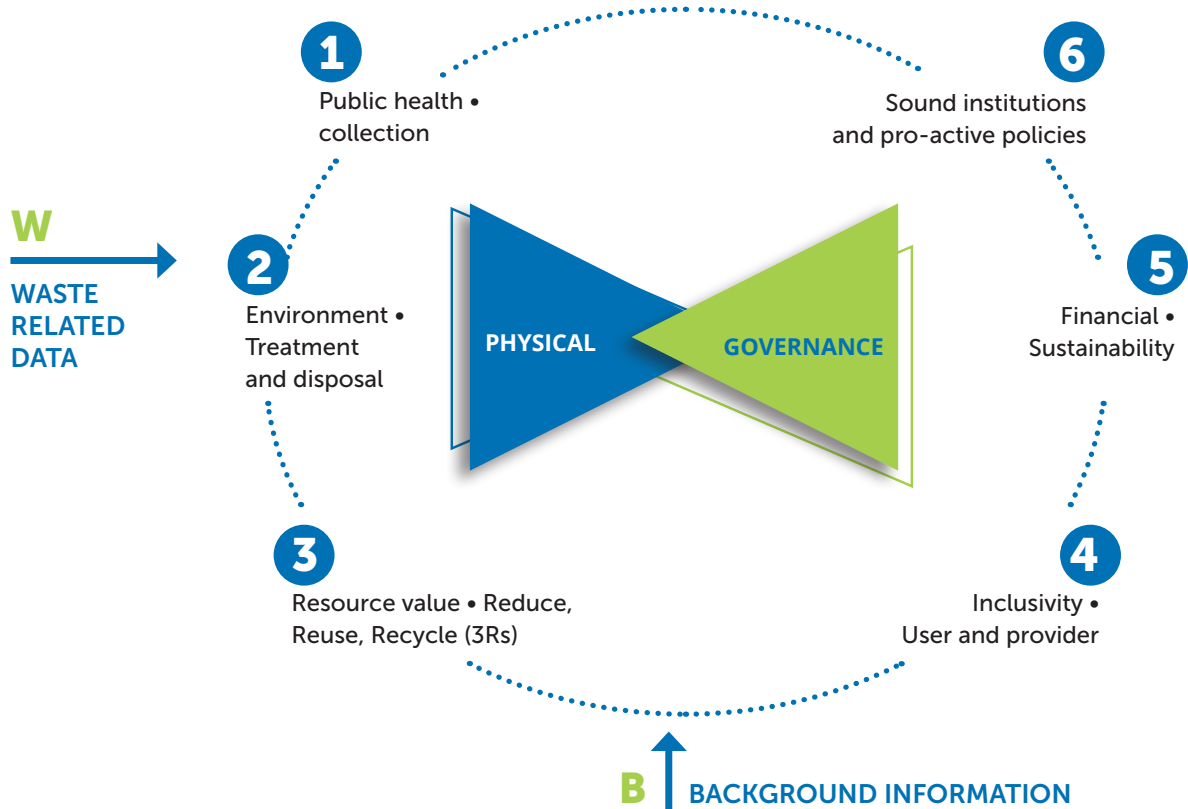 1
Public health •
collection
6
Sound institutions
and pro-active policies
W
WASTE
RELATED
DATA
2
Environment •
Treatment
and disposal
PHYSICAL
GOVERNANCE
5
Financial •
Sustainability
3
Resource value • Reduce,
Reuse, Recycle (3Rs)
4
Inclusivity •
User and provider
B
BACKGROUND INFORMATION